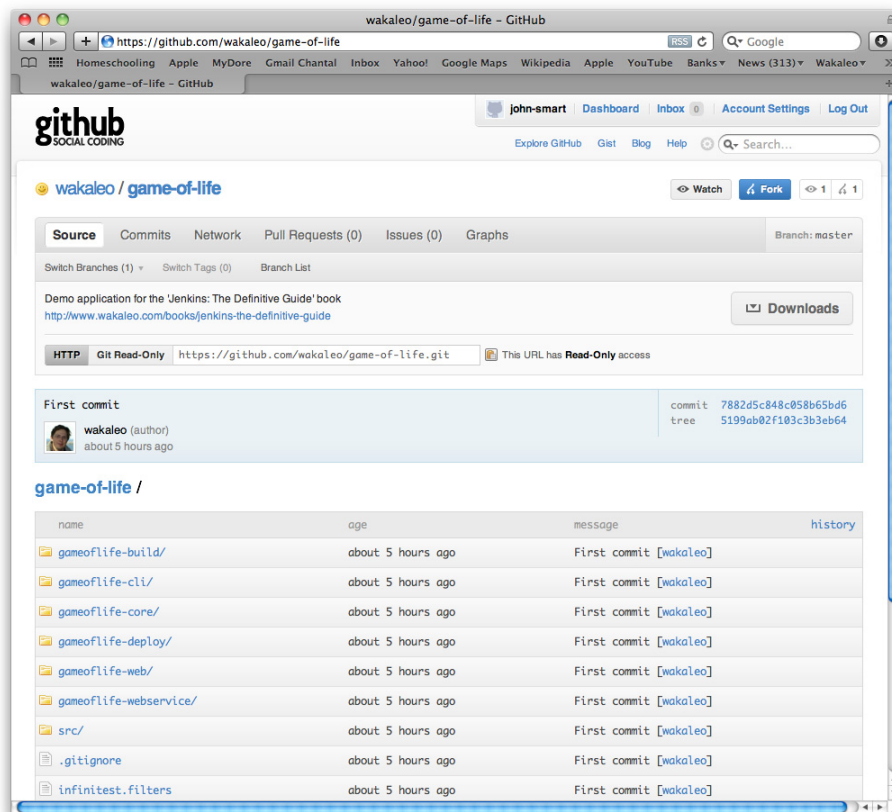 wakaleo/game-of-life - GitHub
https://github.com/wakaleo/game-of-life RSS Google
Homeschooling Apple MyDore Gmail Chantal Inbox Yahoo! Google Maps Wikipedia Apple YouTube Banks News (313) Wakaleo
wakaleo/game-of-life - GitHub
github
SOCIAL CODING
john-smart Dashboard Inbox 0 Account Settings Log Out
Explore GitHub Gist Blog Help Search...
wakaleo / game-of-life Watch Fork 1 1
Source Commits Network Pull Requests (0) Issues (0) Graphs Branch: master
Switch Branches (1) Switch Tags (0) Branch List
Demo application for the 'Jenkins: The Definitive Guide' book
http://www.wakaleo.com/books/jenkins-the-definitive-guide
Downloads
HTTP Git Read-Only https://github.com/wakaleo/game-of-life.git This URL has Read-Only access
First commit
wakaleo (author)
about 5 hours ago
commit 7882d5c848c058b65bd6
tree 5199ab02f103c3b3eb64
game-of-life /
name age message history
gameoflife-build/ about 5 hours ago First commit [wakaleo]
gameoflife-cli/ about 5 hours ago First commit [wakaleo]
gameoflife-core/ about 5 hours ago First commit [wakaleo]
gameoflife-deploy/ about 5 hours ago First commit [wakaleo]
gameoflife-web/ about 5 hours ago First commit [wakaleo]
gameoflife-webservice/ about 5 hours ago First commit [wakaleo]
src/ about 5 hours ago First commit [wakaleo]
.gitignore about 5 hours ago First commit [wakaleo]
infinitest.filters about 5 hours ago First commit [wakaleo]